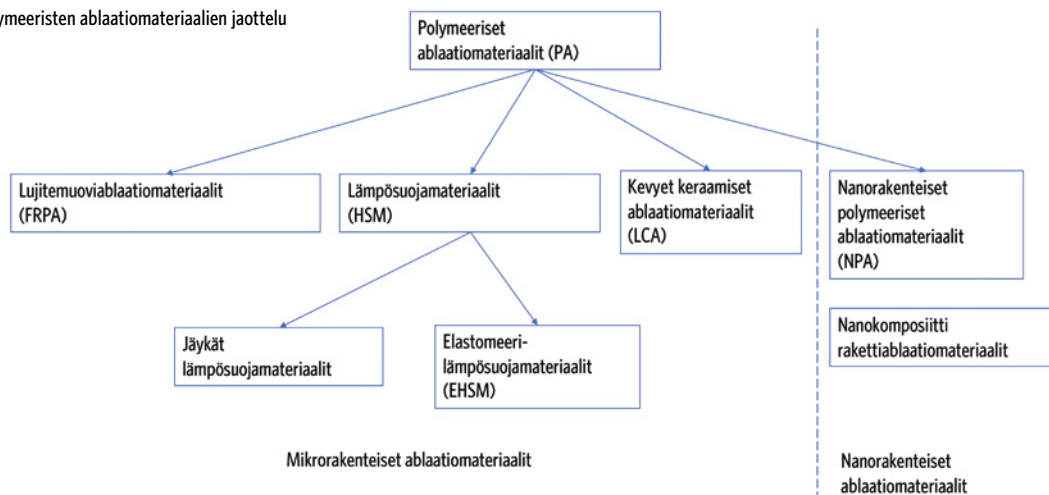 ymeeristen ablaatiomateriaalien jaottelu
Polymeeriset
ablaatiomateriaalit (PA)
Lujitemuoviablaatiomateriaalit
(FRPA)
Lämpösuojamateriaalit
(HSM)
Kevyet keraamiset
ablaatiomateriaalit
(LCA)
Nanorakenteiset
polymeeriset
ablaatiomateriaalit
(NPA)
Jäykät
lämpösuojamateriaalit
Elastomeeri-
lämpösuojamateriaalit
(EHSM)
Nanokomposiitti
rakettiablaatiomateriaalit
Mikrorakenteiset ablaatiomateriaalit
Nanorakenteiset
ablaatiomateriaalit